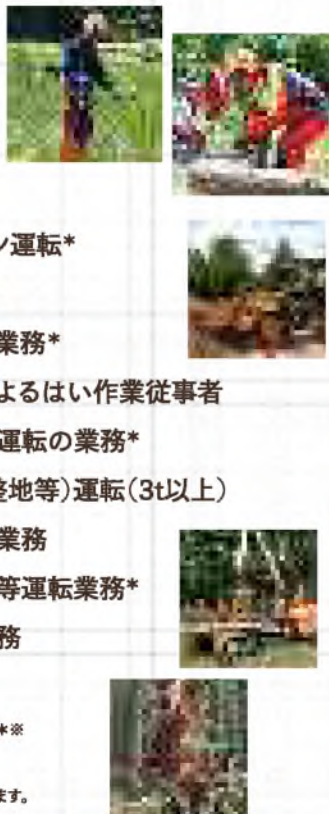 ン運転*
業務*
よるはい作業従事者
運転の業務*
整地等)運転(3t以上)
業務
等運転業務*
務
*※
ます。